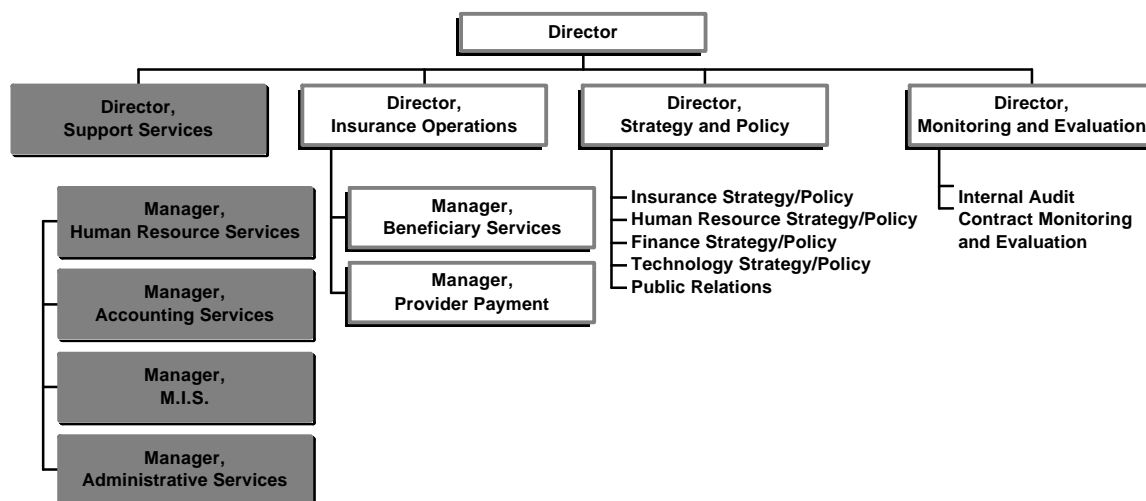 Director
Director,
Support Services
Director,
Insurance Operations
Director,
Strategy and Policy
Director,
Monitoring and Evaluation
Manager,
Human Resource Services
Manager,
Accounting Services
Manager,
M.I.S.
Manager,
Administrative Services
Manager,
Beneficiary Services
Manager,
Provider Payment
Insurance Strategy/Policy
Human Resource Strategy/Policy
Finance Strategy/Policy
Technology Strategy/Policy
Public Relations
Internal Audit
Contract Monitoring
and Evaluation